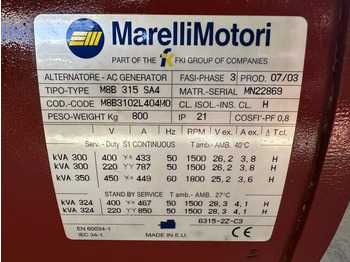 EM MarelliMotori
PART OF THE FKI GROUP OF COMPANIES
ALTERNATORE - AC GENERATOR FASI-PHASE 3 PROD. 07/03
TIPO-TYPE M8B 315 SA4 MATR.-SERIAL MN22869
COD.-CODE M8B3102L404M0 CL. ISOL.-INS. CL. H
PESO-WEIGHT Kg 800 IP 21 COSFI-PF 0,8
kVA V A Hz RPM V ex. A ex. Δ T cl.
Serv.- Duty S1 CONTINUOUS T amb.- AMB. 40°C
kVA 300 400 Y= 433 50 1500 26,2 3,8 H
kVA 300 220 Y= 787 50 1500 26,2 3,8 H
kVA 350 450 Y= 449 60 1800 25,2 3,6 H
STAND BY SERVICE T amb.- AMB. 27°C
kVA 324 400 Y= 467 50 1500 28,3 4,1 H
kVA 324 220 YY 850 50 1500 28,3 4,1 H
6315-2Z-C3
EN 60034-1
IEC 34-1 MADE IN E.U.